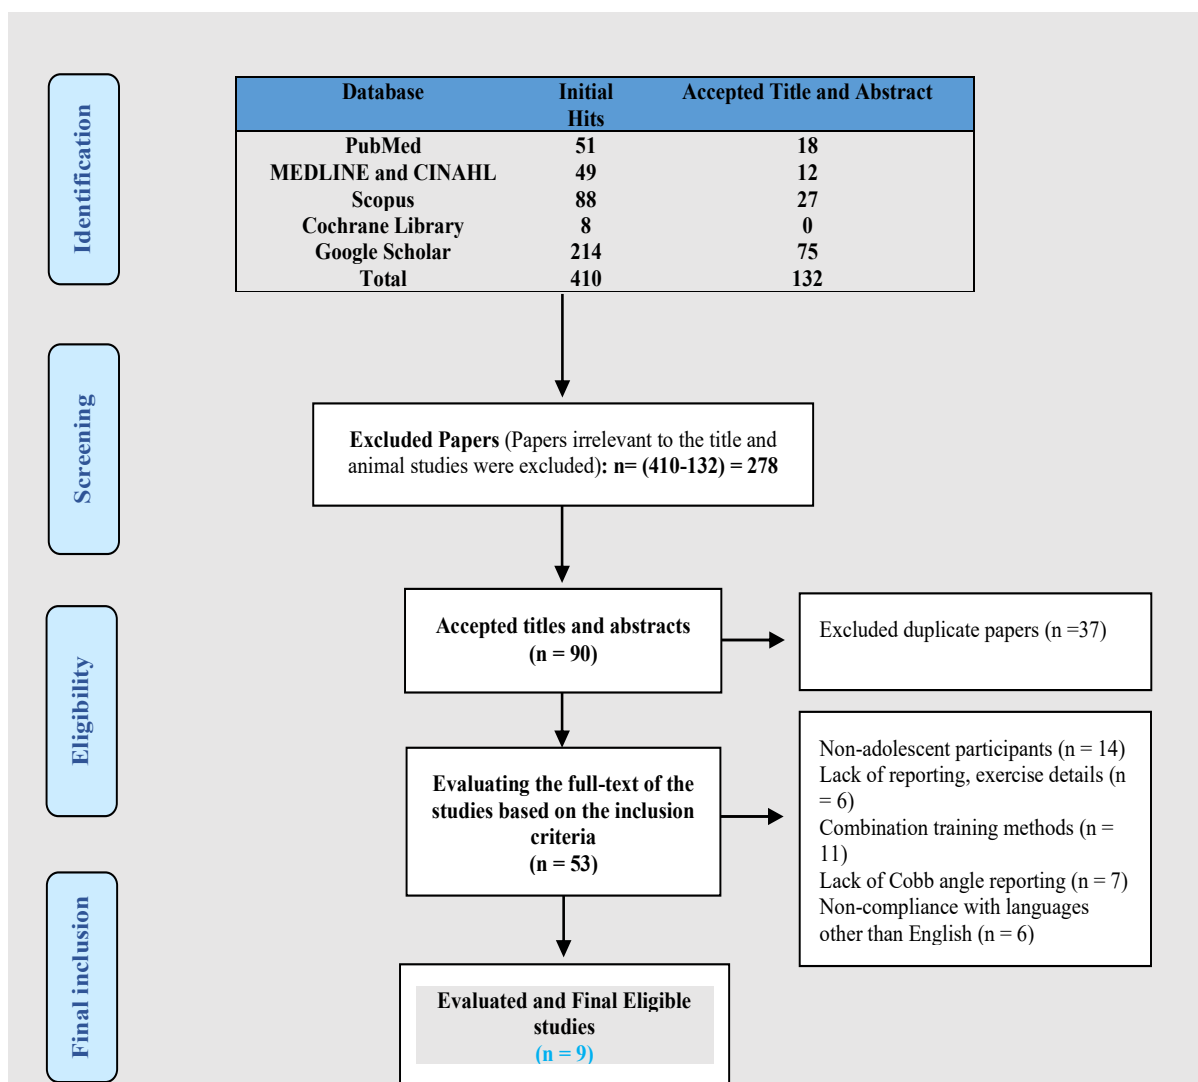 Identification
Database Initial Hits Accepted Title and Abstract
PubMed 51 18
MEDLINE and CINAHL 49 12
Scopus 88 27
Cochrane Library 8 0
Google Scholar 214 75
Total 410 132
Screening
Excluded Papers (Papers irrelevant to the title and
animal studies were excluded): n= (410-132) = 278
Eligibility
Accepted titles and abstracts
(n = 90)
Excluded duplicate papers (n =37)
Evaluating the full-text of the
studies based on the inclusion
criteria
(n = 53)
Non-adolescent participants (n = 14)
Lack of reporting, exercise details (n
= 6)
Combination training methods (n =
11)
Lack of Cobb angle reporting (n = 7)
Non-compliance with languages
other than English (n = 6)
Final inclusion
Evaluated and Final Eligible
studies
(n = 9)